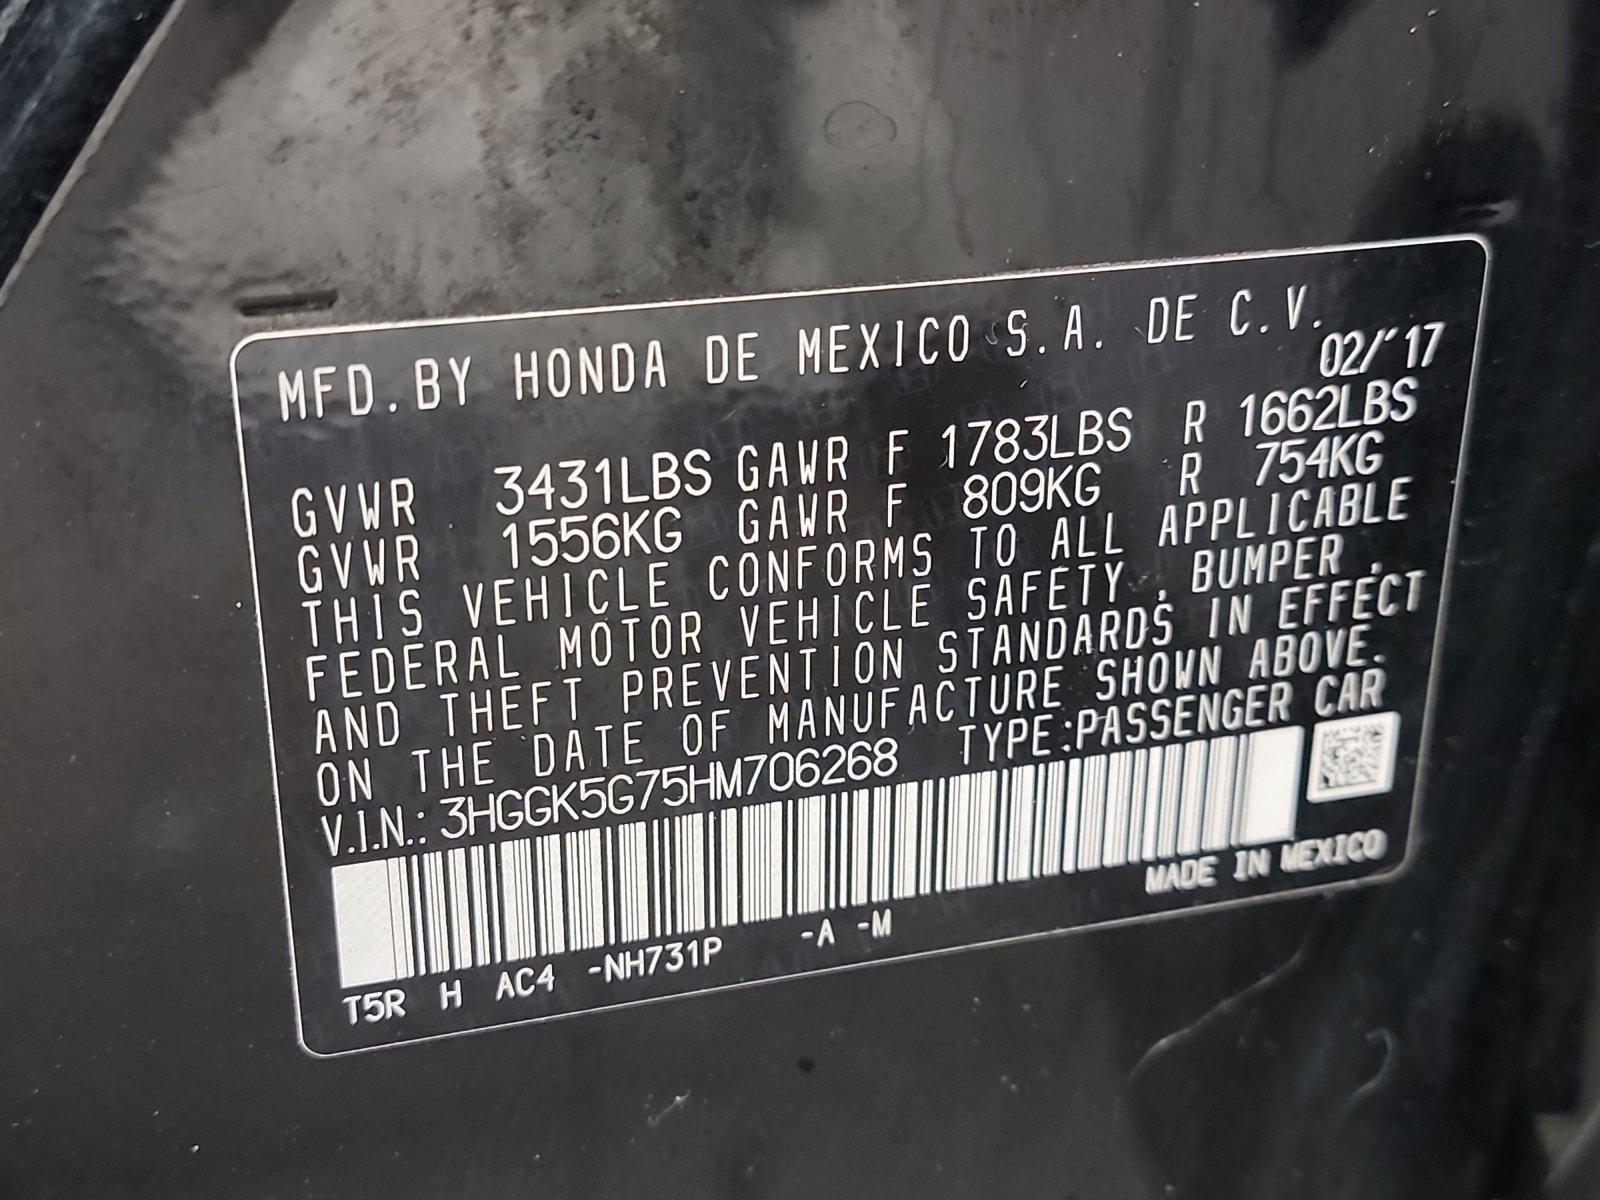 MFD. BY HONDA DE MEXICO S.A. DE C.V.
02/'17
GVWR 3431LBS GAWR F 1783LBS R 1662LBS
GVWR 1556KG GAWR F 809KG R 754KG
THIS VEHICLE CONFORMS TO ALL APPLICABLE
FEDERAL MOTOR VEHICLE SAFETY, BUMPER,
AND THEFT PREVENTION STANDARDS IN EFFECT
ON THE DATE OF MANUFACTURE SHOWN ABOVE.
V.I.N.: 3HGGK5G75HM706268 TYPE:PASSENGER CAR
MADE IN MEXICO
T5R H AC4 -NH731P -A -M